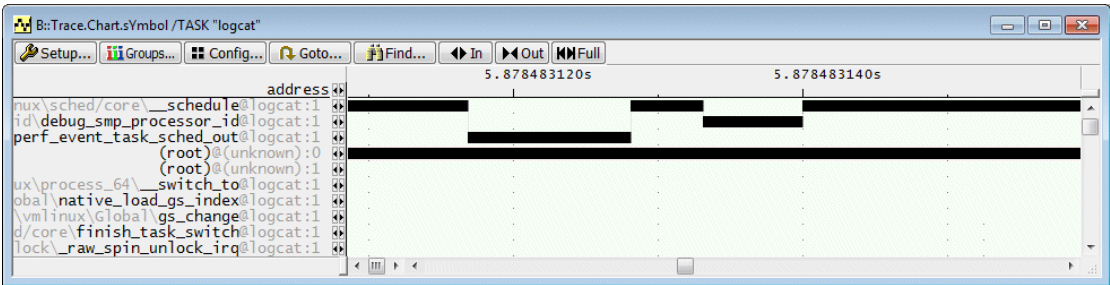 B::Trace.Chart.sYmbol /TASK "logcat"
Setup... Groups... Config... Goto... Find... In Out Full
5.878483120s 5.878483140s
address
nux\sched/core\__schedule@logcat:1
id\debug_smp_processor_id@logcat:1
perf_event_task_sched_out@logcat:1
(root)@(unknown):0
(root)@(unknown):1
ux\process_64\__switch_to@logcat:1
obal\native_load_gs_index@logcat:1
\vmlinux\Global\gs_change@logcat:1
d/core\finish_task_switch@logcat:1
lock\_raw_spin_unlock_irq@logcat:1